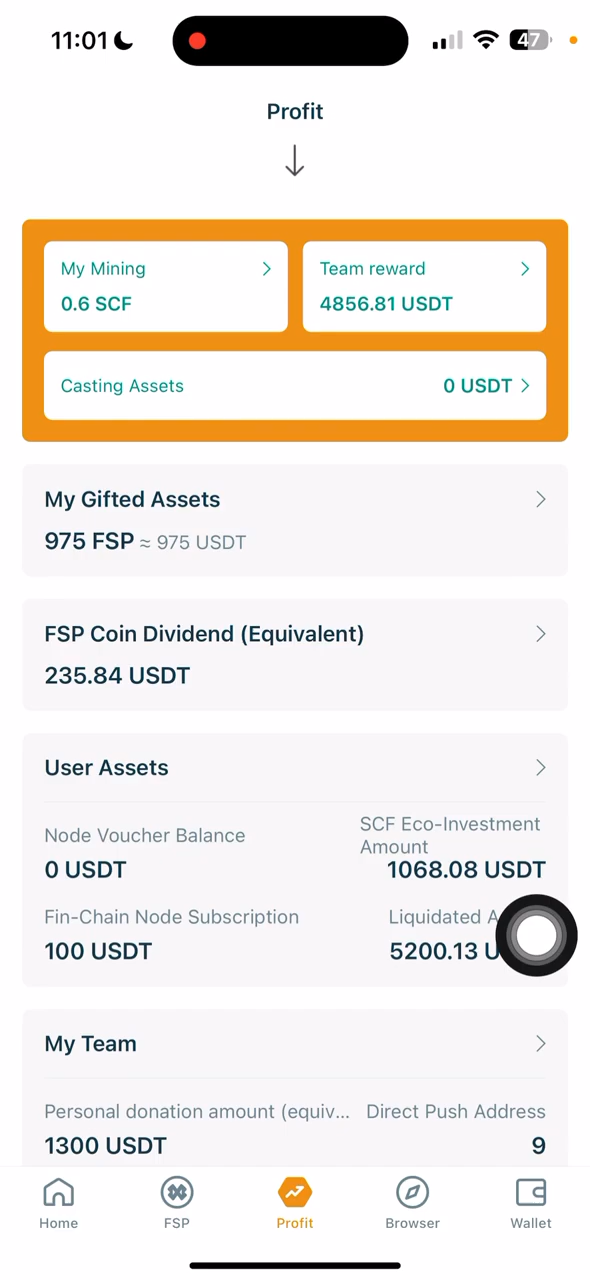 11:01
47
Profit
My Mining
0.6 SCF
Team reward
4856.81 USDT
Casting Assets
0 USDT
My Gifted Assets
975 FSP ≈ 975 USDT
FSP Coin Dividend (Equivalent)
235.84 USDT
User Assets
Node Voucher Balance
0 USDT
SCF Eco-Investment
Amount
1068.08 USDT
Fin-Chain Node Subscription
100 USDT
Liquidated
5200.13
My Team
Personal donation amount (equiv...
1300 USDT
Direct Push Address
9
Home
FSP
Profit
Browser
Wallet